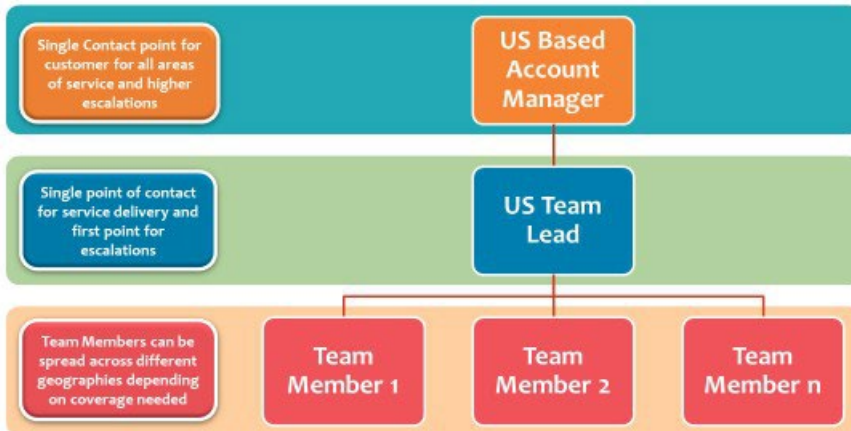 Single Contact point for
customer for all areas
of service and higher
escalations
US Based
Account
Manager
Single point of contact
for service delivery and
first point for
escalations
US Team
Lead
Team Members can be
spread across different
geographies depending
on coverage needed
Team
Member 1
Team
Member 2
Team
Member n